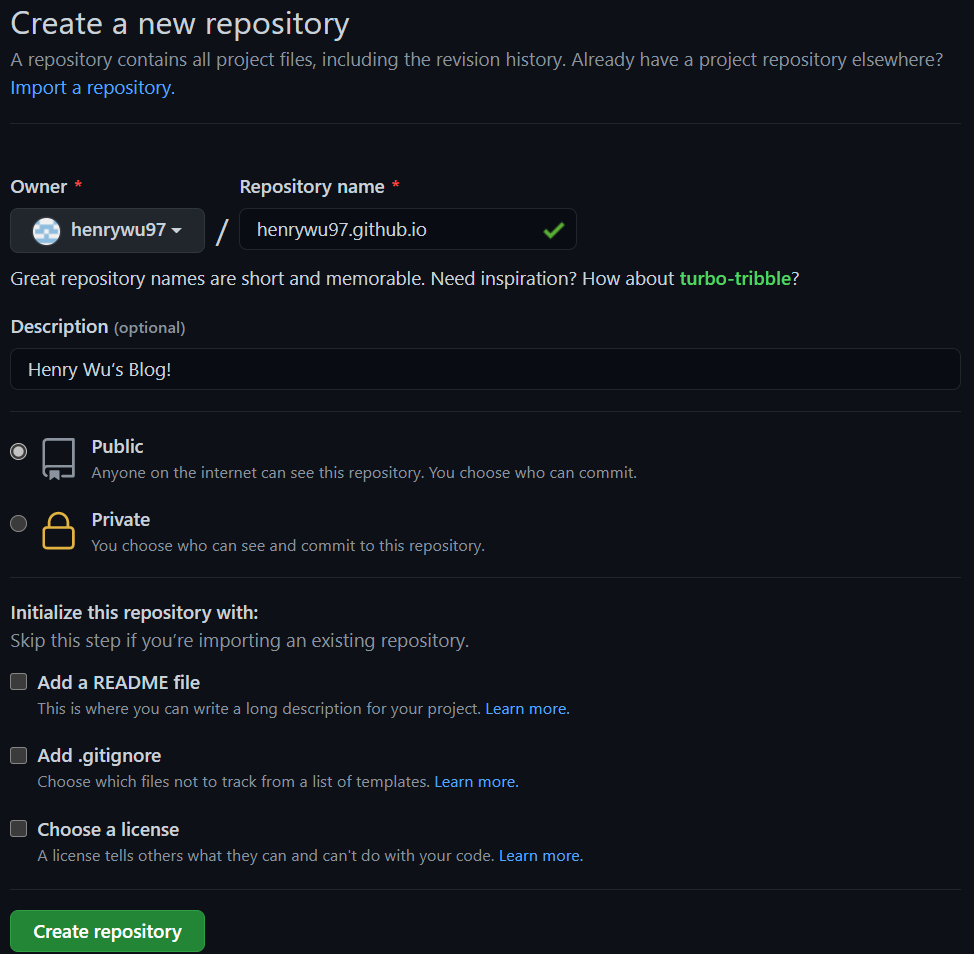 Create a new repository
A repository contains all project files, including the revision history. Already have a project repository elsewhere?
Import a repository.
Owner * Repository name *
henrywu97 / henrywu97.github.io
Great repository names are short and memorable. Need inspiration? How about turbo-tribble?
Description (optional)
Henry Wu‘s Blog!
Public
Anyone on the internet can see this repository. You choose who can commit.
Private
You choose who can see and commit to this repository.
Initialize this repository with:
Skip this step if you’re importing an existing repository.
Add a README file
This is where you can write a long description for your project. Learn more.
Add .gitignore
Choose which files not to track from a list of templates. Learn more.
Choose a license
A license tells others what they can and can't do with your code. Learn more.
Create repository